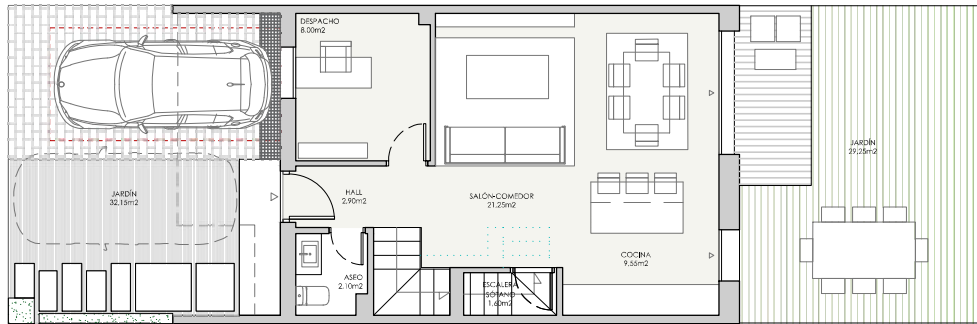 DESPACHO
8.00m2
JARDÍN
32,15m2
HALL
2.90m2
ASEO
2.10m2
SALÓN-COMEDOR
21.25m2
ESCALERA
SÓTANO
1.60m2
COCINA
9,55m2
JARDÍN
29,25m2